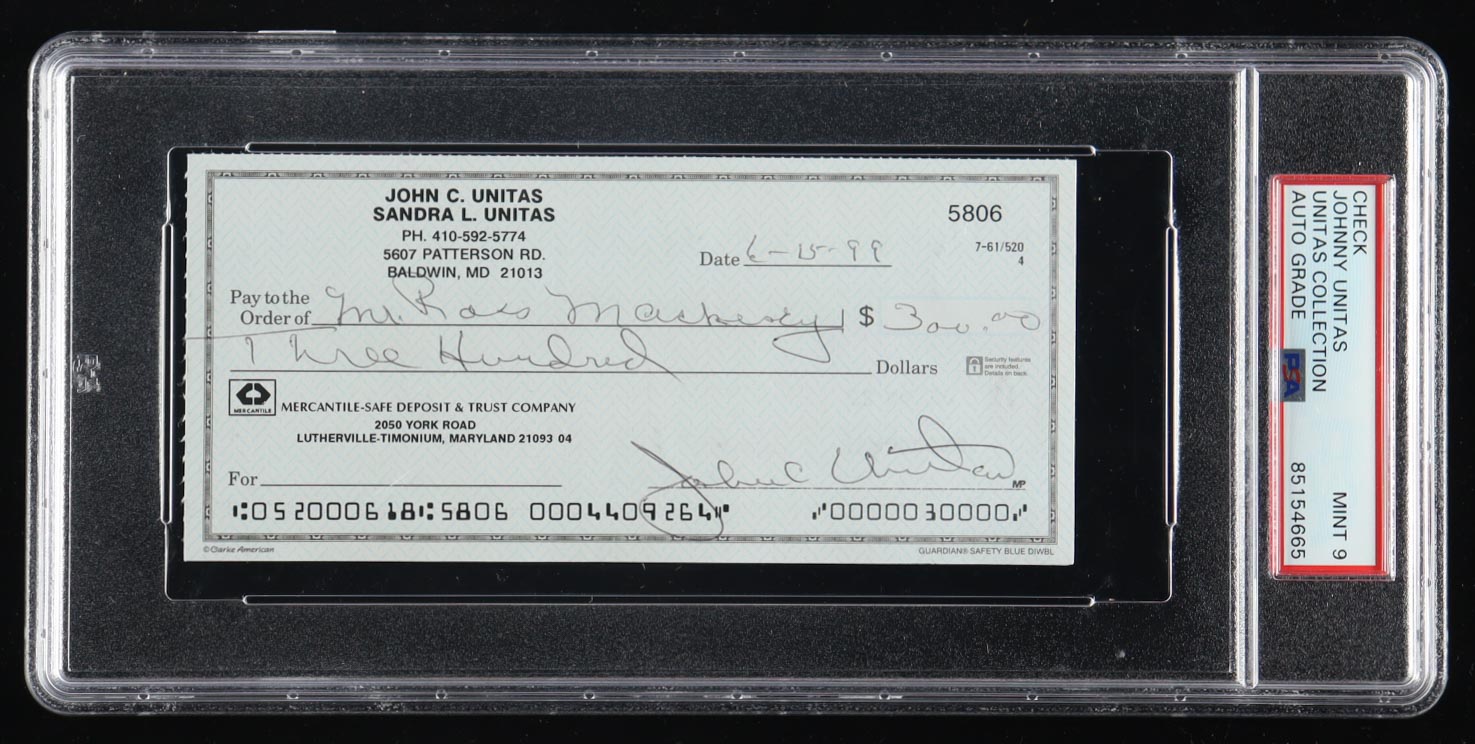 JOHN C. UNITAS
SANDRA L. UNITAS
PH. 410-592-5774
5607 PATTERSON RD.
BALDWIN, MD 21013
5806
Date 6-15-99
7-61/520
4
Pay to the
Order of Mr. Ross Mackesey $ 300.00
Three Hundred Dollars
Security features
are included.
Details on back.
MERCANTILE
MERCANTILE-SAFE DEPOSIT & TRUST COMPANY
2050 YORK ROAD
LUTHERVILLE-TIMONIUM, MARYLAND 21093 04
For
John C Unitas
MP
⑆052000618⑆5806 0004409264⑈ ⑈0000030000⑈
© Clarke American
GUARDIAN® SAFETY BLUE DIWBL
CHECK
JOHNNY UNITAS
UNITAS COLLECTION
AUTO GRADE
MINT 9
85154665
PSA